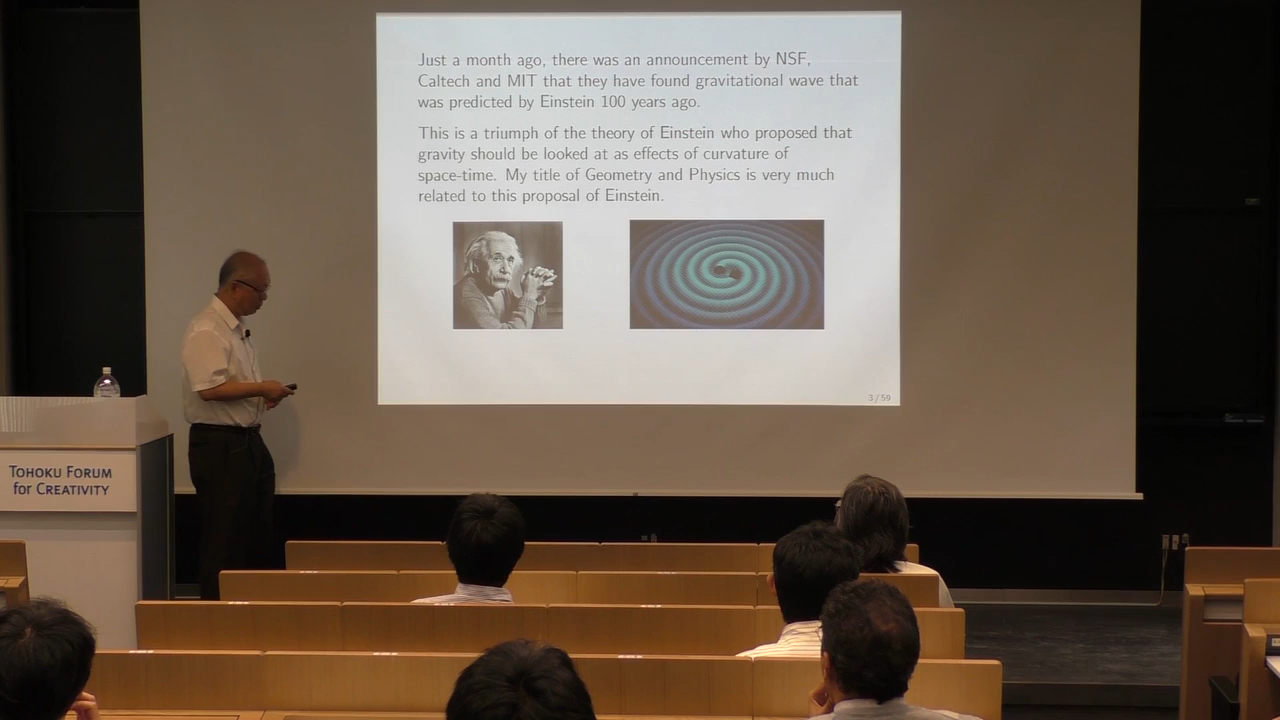 Just a month ago, there was an announcement by NSF,
Caltech and MIT that they have found gravitational wave that
was predicted by Einstein 100 years ago.
This is a triumph of the theory of Einstein who proposed that
gravity should be looked at as effects of curvature of
space-time. My title of Geometry and Physics is very much
related to this proposal of Einstein.
3 / 59
TOHOKU FORUM
for CREATIVITY